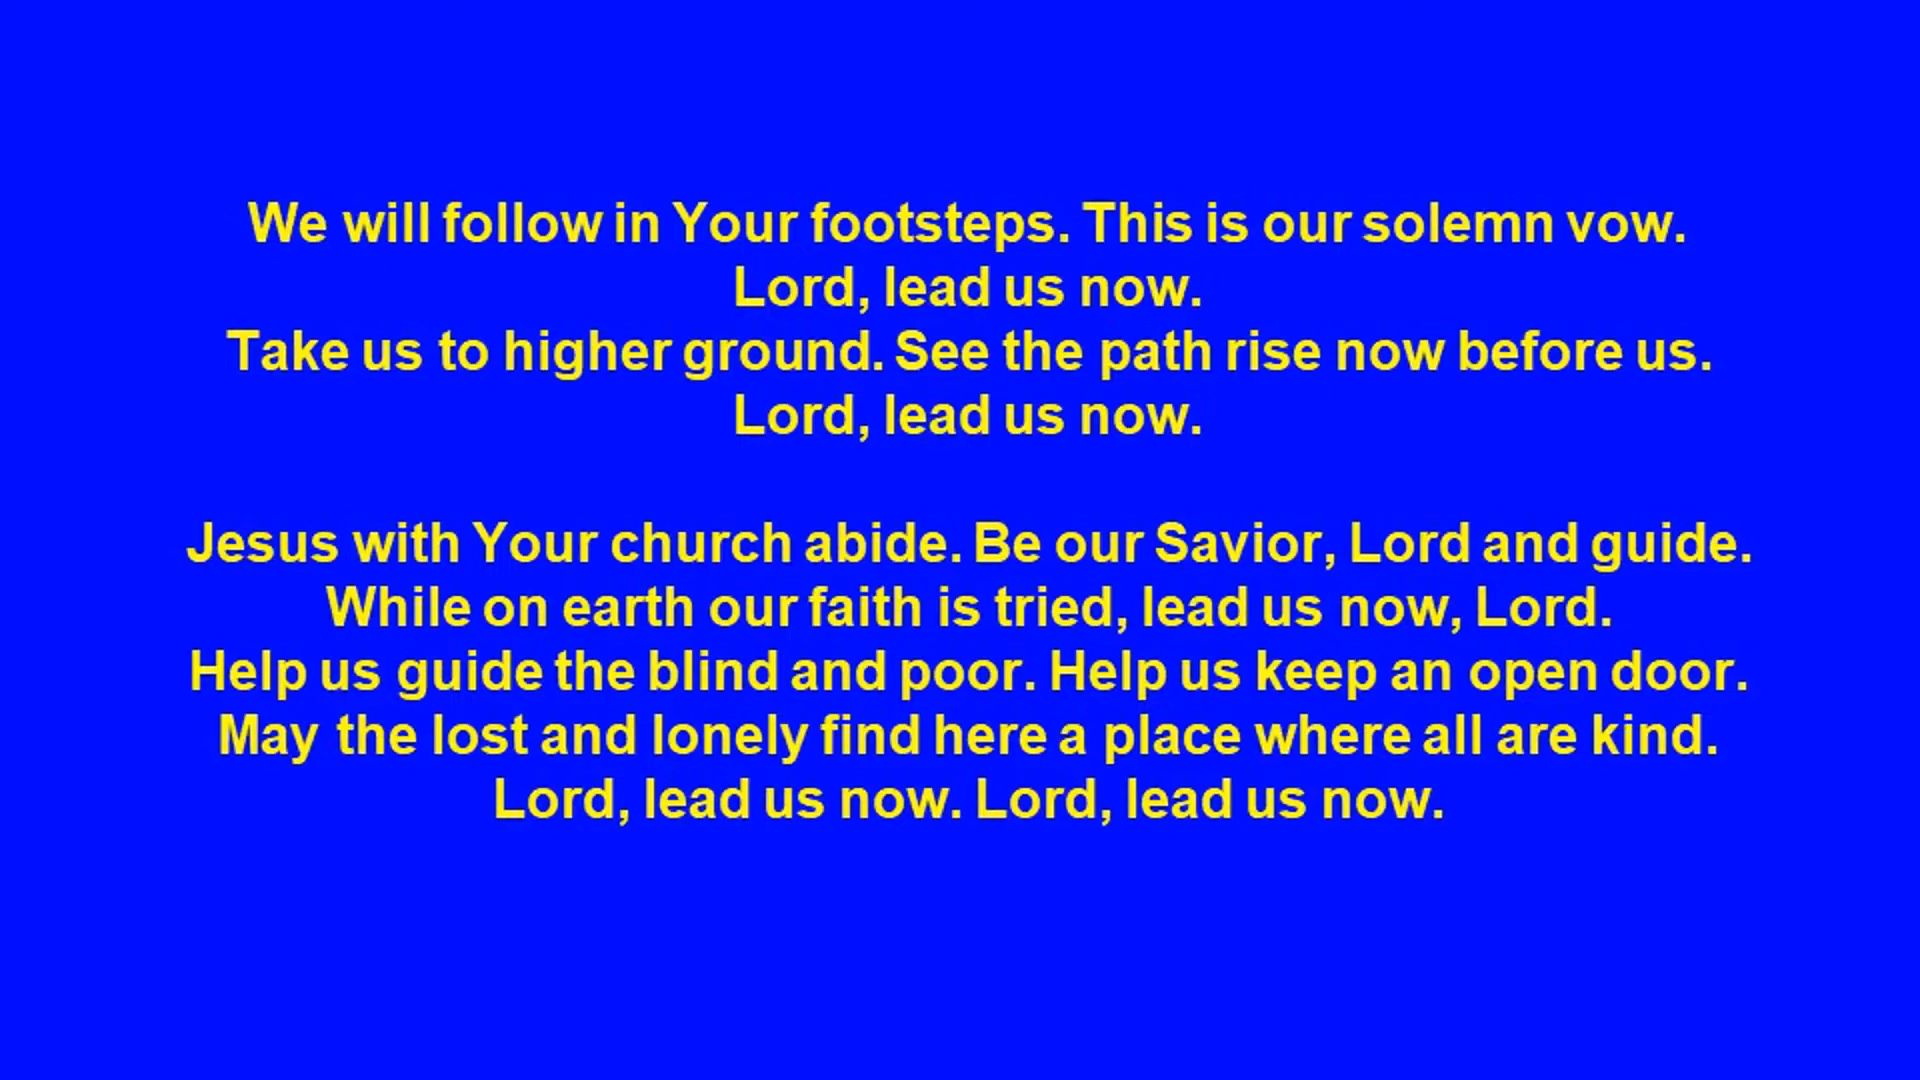 We will follow in Your footsteps. This is our solemn vow.
Lord, lead us now.
Take us to higher ground. See the path rise now before us.
Lord, lead us now.
Jesus with Your church abide. Be our Savior, Lord and guide.
While on earth our faith is tried, lead us now, Lord.
Help us guide the blind and poor. Help us keep an open door.
May the lost and lonely find here a place where all are kind.
Lord, lead us now. Lord, lead us now.